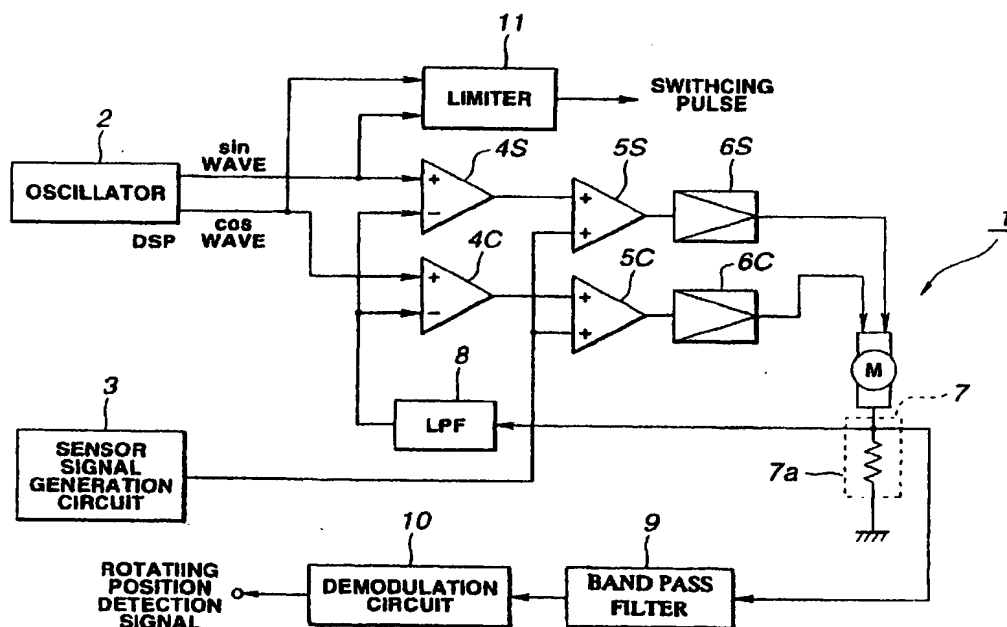 11
LIMITER
SWITHCING
PULSE
2
OSCILLATOR
sin
WAVE
cos
WAVE
DSP
4S
+
−
5S
+
+
6S
4C
+
−
5C
+
+
6C
1
M
7
7a
8
LPF
3
SENSOR
SIGNAL
GENERATION
CIRCUIT
9
BAND PASS
FILTER
10
DEMODULATION
CIRCUIT
ROTATIING
POSITION
DETECTION
SIGNAL